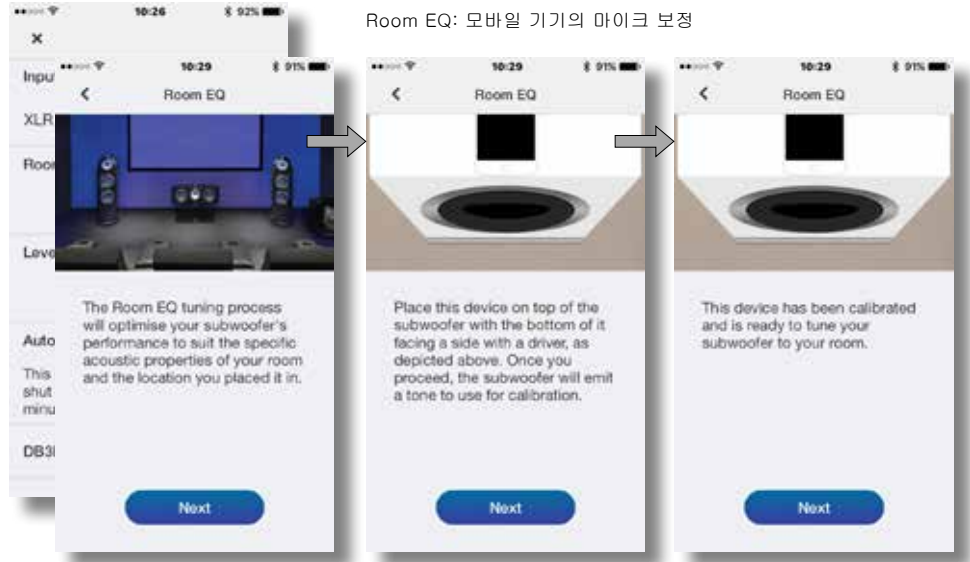 Room EQ: 모바일 기기의 마이크 보정
10:26
92%
×
Room
XLR
This
shut
DB3
10:29
91%
Room EQ
The Room EQ tuning process
will optimise your subwoofer's
performance to suit the specific
acoustic properties of your room
and the location you placed it in.
Next
10:29
91%
Room EQ
Place this device on top of the
subwoofer with the bottom of it
facing a side with a driver, as
depicted above. Once you
proceed, the subwoofer will emit
a tone to use for calibration.
Next
10:29
91%
Room EQ
This device has been calibrated
and is ready to tune your
subwoofer to your room.
Next